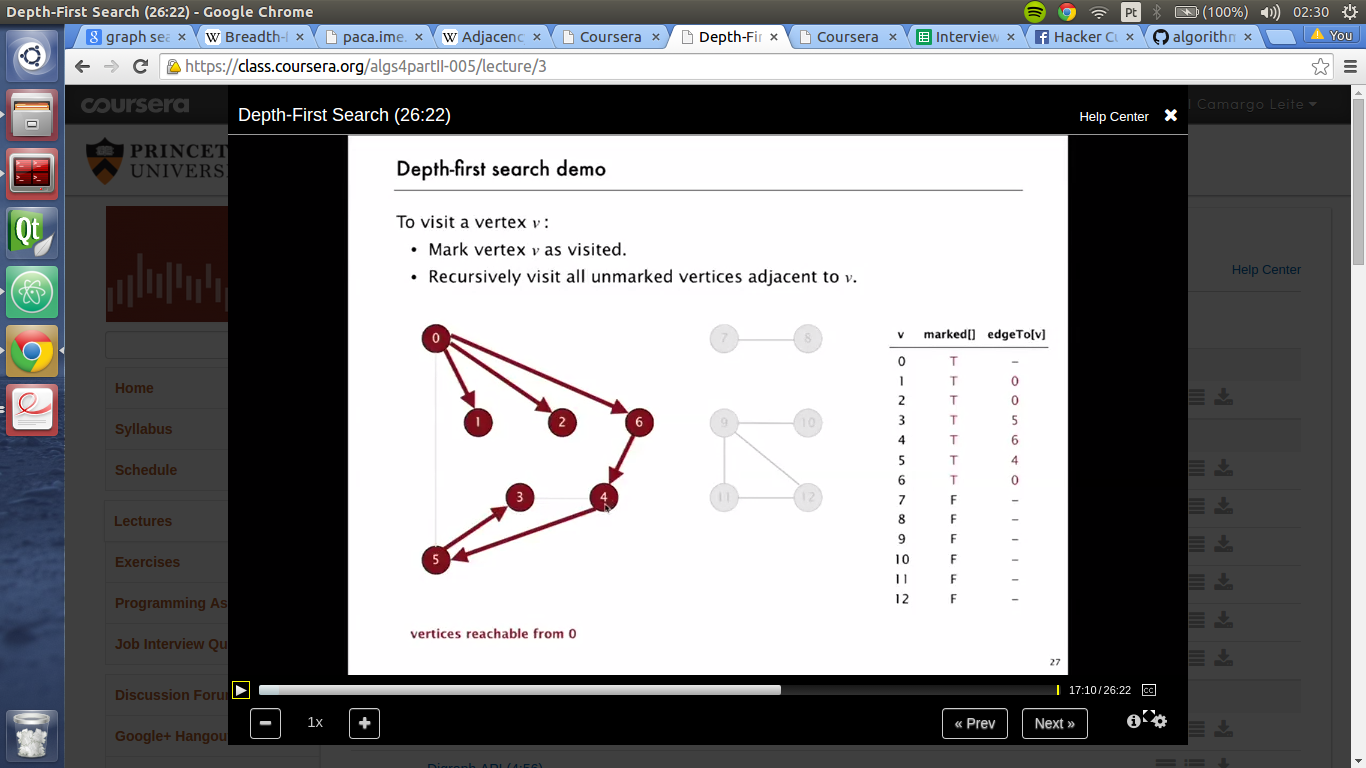 Depth-First Search (26:22) - Google Chrome
Pt
(100%)
02:30
graph sea
Breadth-
paca.ime.
Adjacenc
Coursera
Depth-Fir
Coursera
Interview
Hacker Cu
algorithm
You
https://class.coursera.org/algs4partII-005/lecture/3
coursera
Depth-First Search (26:22)
Help Center
Camargo Leite
PRINCET
UNIVERS
Depth-first search demo
To visit a vertex v :
• Mark vertex v as visited.
• Recursively visit all unmarked vertices adjacent to v.
Help Center
0
1
2
6
3
4
5
7
8
9
10
11
12
v marked[] edgeTo[v]
0 T –
1 T 0
2 T 0
3 T 5
4 T 6
5 T 4
6 T 0
7 F –
8 F –
9 F –
10 F –
11 F –
12 F –
vertices reachable from 0
27
Home
Syllabus
Schedule
Lectures
Exercises
Programming As
Job Interview Qu
Discussion Foru
Google+ Hangou
17:10 / 26:22
CC
1x
« Prev
Next »
Digraph API (4:56)
Qt